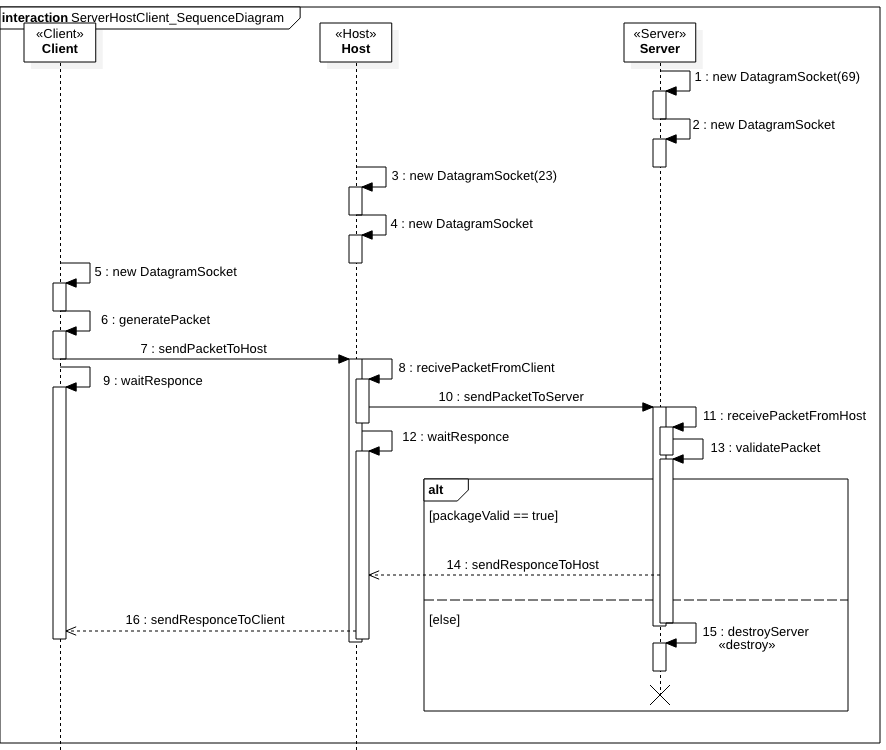 interaction ServerHostClient_SequenceDiagram
«Client»
Client
«Host»
Host
«Server»
Server
1 : new DatagramSocket(69)
2 : new DatagramSocket
3 : new DatagramSocket(23)
4 : new DatagramSocket
5 : new DatagramSocket
6 : generatePacket
7 : sendPacketToHost
8 : recivePacketFromClient
9 : waitResponce
10 : sendPacketToServer
11 : receivePacketFromHost
12 : waitResponce
13 : validatePacket
alt
[packageValid == true]
14 : sendResponceToHost
16 : sendResponceToClient
[else]
15 : destroyServer
«destroy»